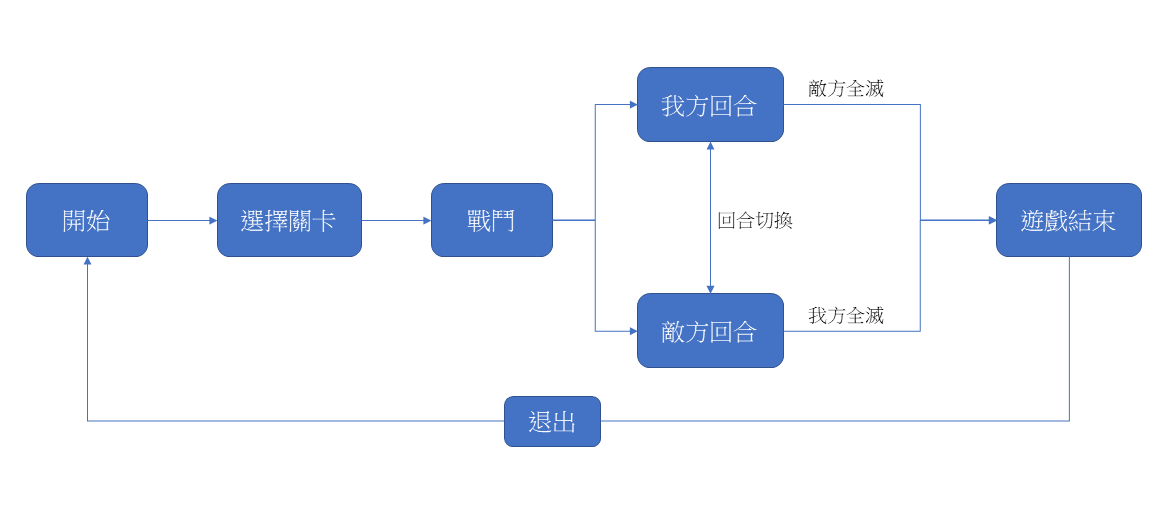 開始
選擇關卡
戰鬥
我方回合
敵方全滅
回合切換
敵方回合
我方全滅
遊戲結束
退出